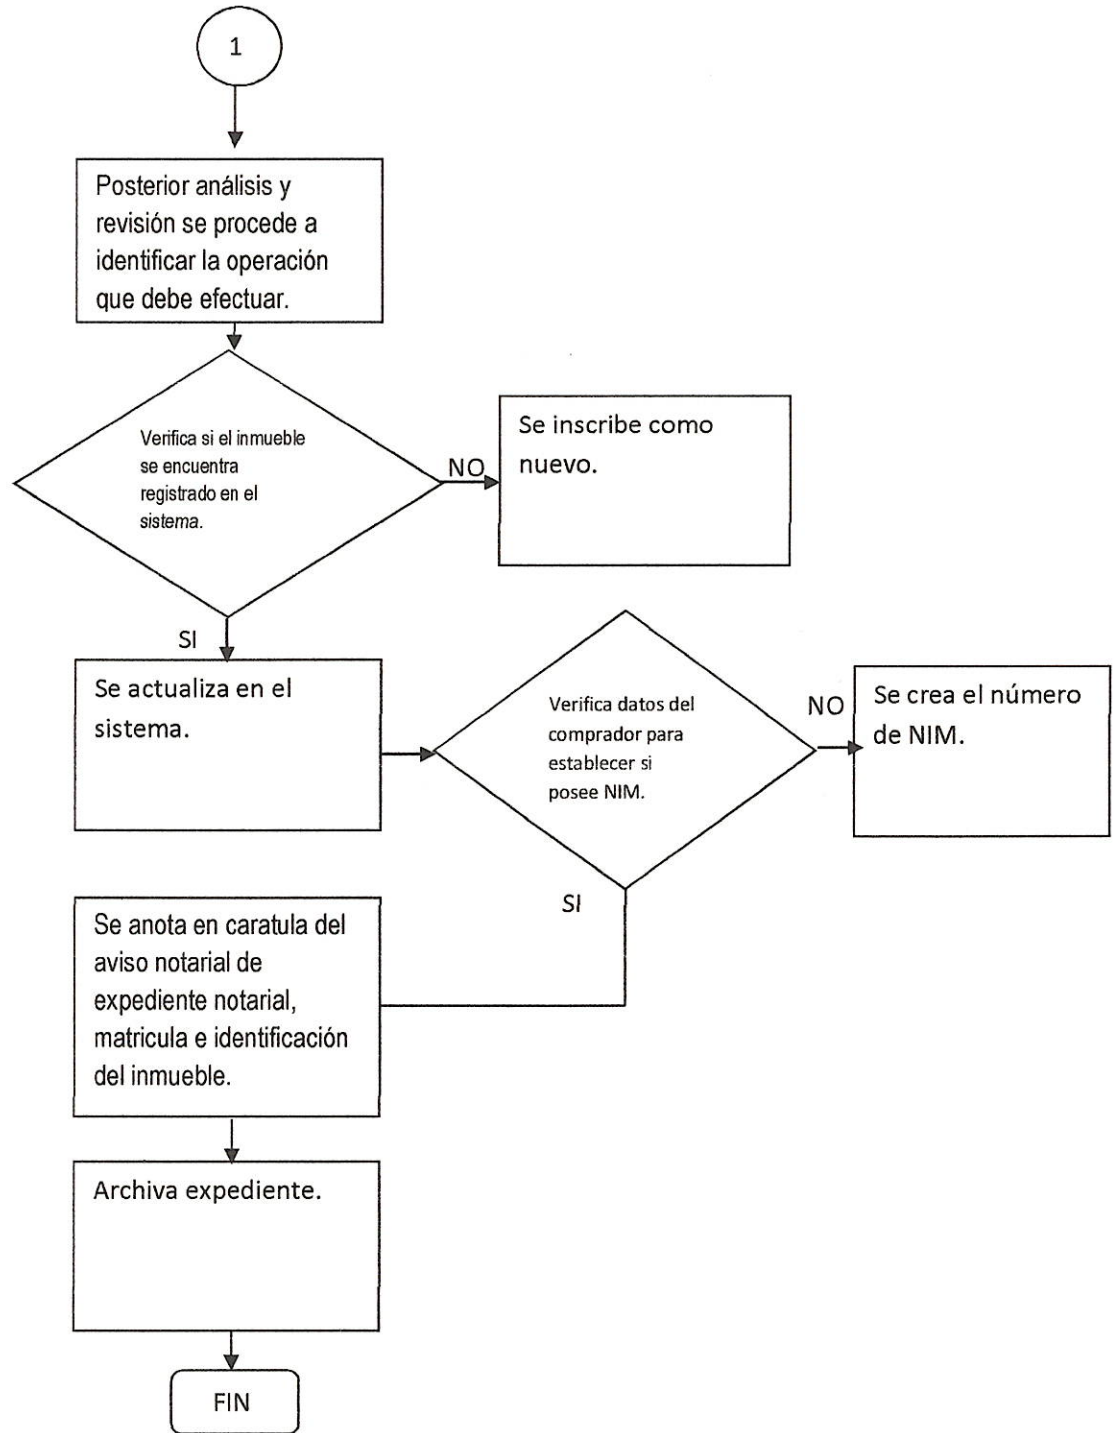 1
Posterior análisis y
revisión se procede a
identificar la operación
que debe efectuar.
Verifica si el inmueble
se encuentra
registrado en el
sistema.
NO
Se inscribe como
nuevo.
SI
Se actualiza en el
sistema.
Verifica datos del
comprador para
establecer si
posee NIM.
NO
Se crea el número
de NIM.
SI
Se anota en caratula del
aviso notarial de
expediente notarial,
matricula e identificación
del inmueble.
Archiva expediente.
FIN